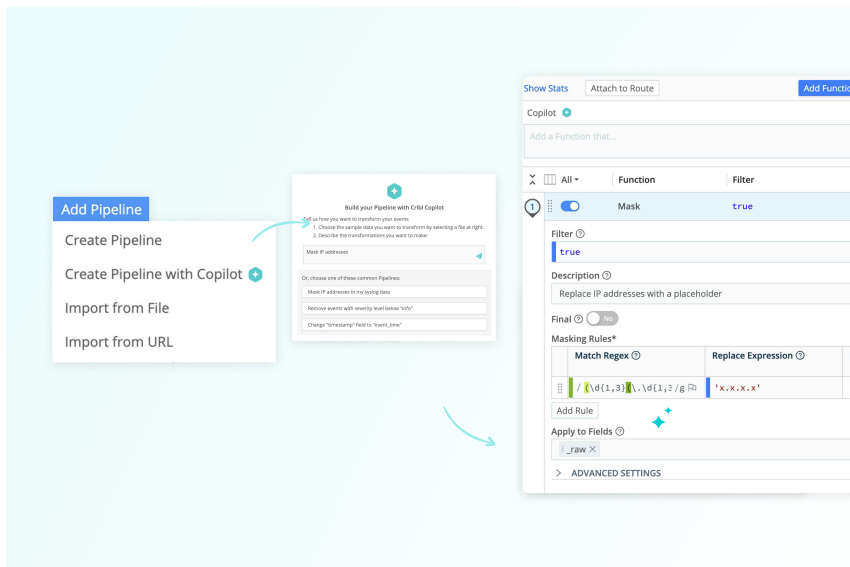 Add Pipeline
Create Pipeline
Create Pipeline with Copilot
Import from File
Import from URL
Build your Pipeline with Cribl Copilot
Tell us how you want to transform your events
1. Choose the sample data you want to transform by selecting a file at right.
2. Describe the transformations you want to make:
Mask IP addresses
Or, choose one of these common Pipelines:
Mask IP addresses in my syslog data
Remove events with severity level below "info"
Change "timestamp" field to "event_time"
Show Stats
Attach to Route
Add Functio
Copilot
Add a Function that...
All
Function
Filter
1
Mask
true
Filter
true
Description
Replace IP addresses with a placeholder
Final
No
Masking Rules*
Match Regex
Replace Expression
/ (\d{1,3}(\.\d{1,3 /g
'x.x.x.x'
Add Rule
Apply to Fields
_raw
ADVANCED SETTINGS